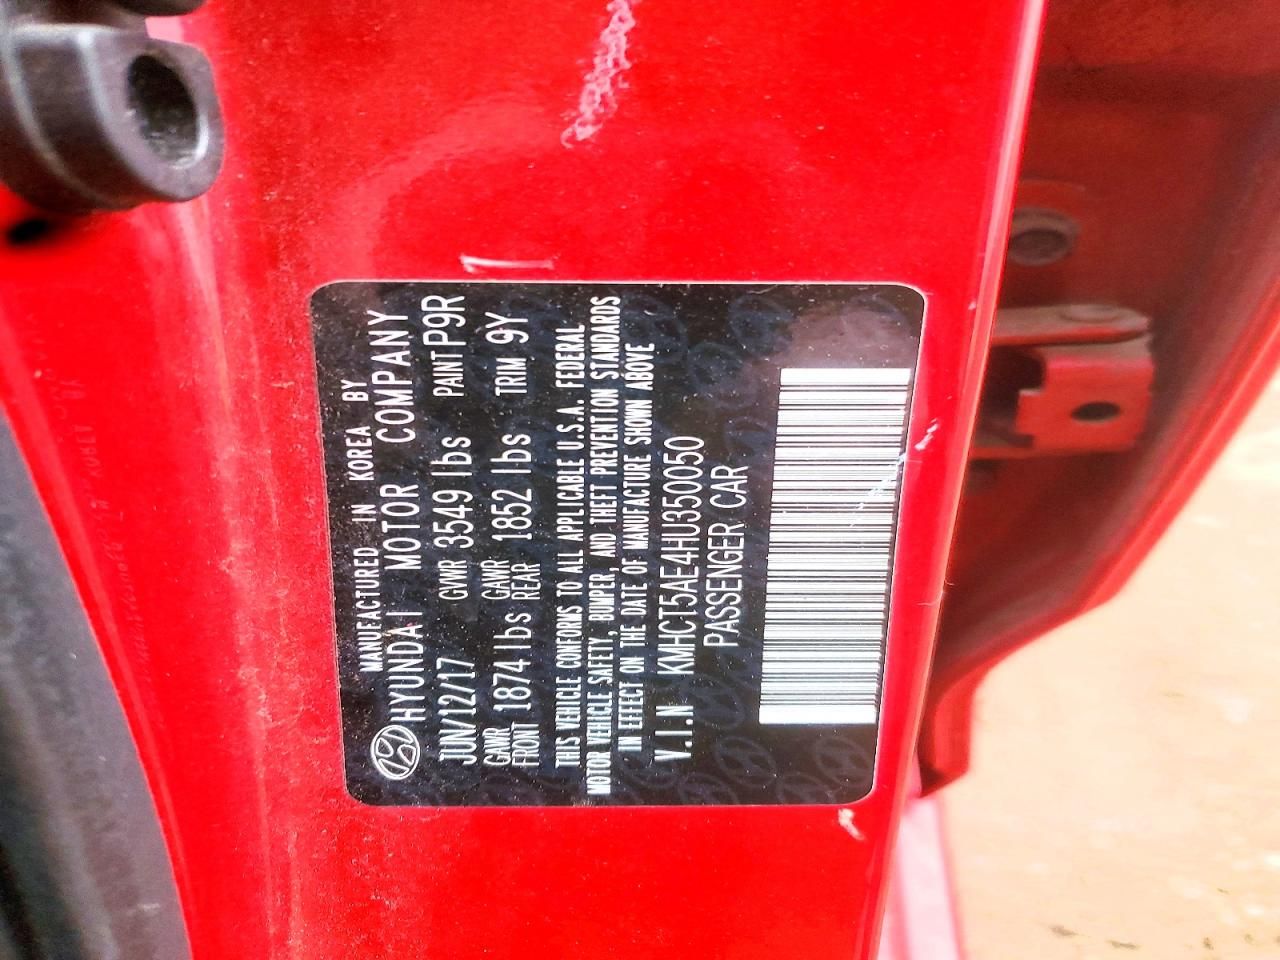 MANUFACTURED IN KOREA BY
HYUNDAI MOTOR COMPANY
JUN/12/17 GVWR 3549 lbs PAINT P9R
GAWR FRONT 1874 lbs GAWR REAR 1852 lbs TRIM 9Y
THIS VEHICLE CONFORMS TO ALL APPLICABLE U.S.A. FEDERAL
MOTOR VEHICLE SAFETY, BUMPER, AND THEFT PREVENTION STANDARDS
IN EFFECT ON THE DATE OF MANUFACTURE SHOWN ABOVE
V.I.N KMHCT5AE4HU350050
PASSENGER CAR